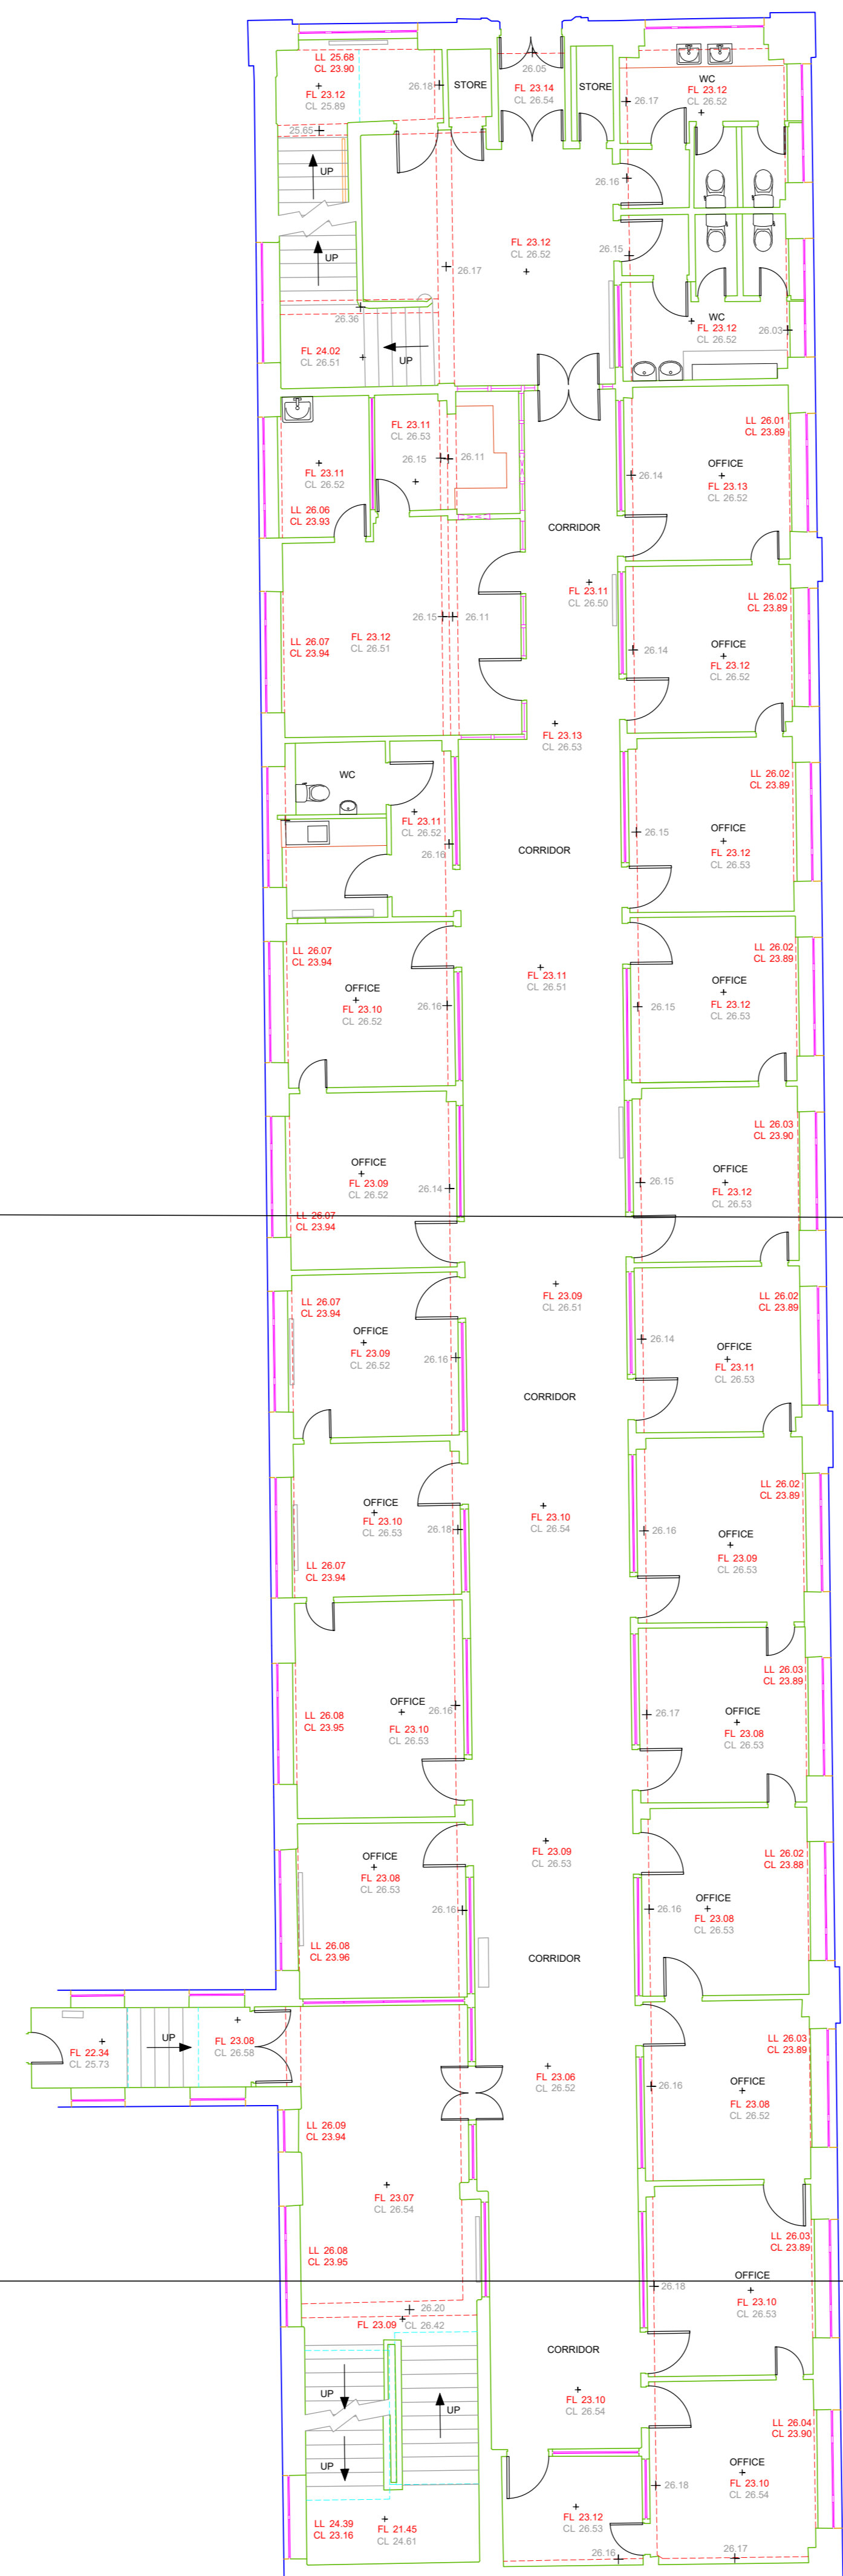 LL 25.68
CL 23.90
FL 23.12
CL 25.89
26.18
STORE
26.05
FL 23.14
CL 26.54
STORE
WC
FL 23.12
CL 26.52
26.17
25.65
UP
26.16
UP
26.17
FL 23.12
CL 26.52
26.15
26.36
FL 24.02
CL 26.51
UP
WC
FL 23.12
CL 26.52
26.03
FL 23.11
CL 26.53
26.15
26.11
FL 23.11
CL 26.52
LL 26.06
CL 23.93
LL 26.01
CL 23.89
OFFICE
FL 23.13
CL 26.52
26.14
CORRIDOR
FL 23.11
CL 26.50
LL 26.02
CL 23.89
26.15
26.11
LL 26.07
CL 23.94
FL 23.12
CL 26.51
26.14
OFFICE
FL 23.12
CL 26.52
FL 23.13
CL 26.53
WC
LL 26.02
CL 23.89
FL 23.11
CL 26.52
26.16
CORRIDOR
26.15
OFFICE
FL 23.12
CL 26.53
LL 26.07
CL 23.94
OFFICE
FL 23.10
CL 26.52
26.16
FL 23.11
CL 26.51
LL 26.02
CL 23.89
26.15
OFFICE
FL 23.12
CL 26.53
LL 26.03
CL 23.90
OFFICE
FL 23.09
CL 26.52
26.14
LL 26.07
CL 23.94
26.15
OFFICE
FL 23.12
CL 26.53
LL 26.07
CL 23.94
FL 23.09
CL 26.51
LL 26.02
CL 23.89
OFFICE
FL 23.09
CL 26.52
26.16
26.14
OFFICE
FL 23.11
CL 26.53
CORRIDOR
LL 26.02
CL 23.89
OFFICE
FL 23.10
CL 26.53
26.18
FL 23.10
CL 26.54
26.16
OFFICE
FL 23.09
CL 26.53
LL 26.07
CL 23.94
LL 26.03
CL 23.89
LL 26.08
CL 23.95
OFFICE
FL 23.10
CL 26.53
26.16
26.17
OFFICE
FL 23.08
CL 26.53
FL 23.09
CL 26.53
LL 26.02
CL 23.88
OFFICE
FL 23.08
CL 26.53
26.16
26.16
OFFICE
FL 23.08
CL 26.53
LL 26.08
CL 23.96
CORRIDOR
FL 22.34
CL 25.73
UP
FL 23.08
CL 26.58
FL 23.06
CL 26.52
LL 26.03
CL 23.89
26.16
OFFICE
FL 23.08
CL 26.52
LL 26.09
CL 23.94
FL 23.07
CL 26.54
LL 26.08
CL 23.95
LL 26.03
CL 23.89
26.18
OFFICE
FL 23.10
CL 26.53
26.20
FL 23.09
CL 26.42
CORRIDOR
FL 23.10
CL 26.54
UP
UP
UP
LL 26.04
CL 23.90
OFFICE
FL 23.10
CL 26.54
26.18
LL 24.39
CL 23.16
FL 21.45
CL 24.61
FL 23.12
CL 26.53
26.16
26.17